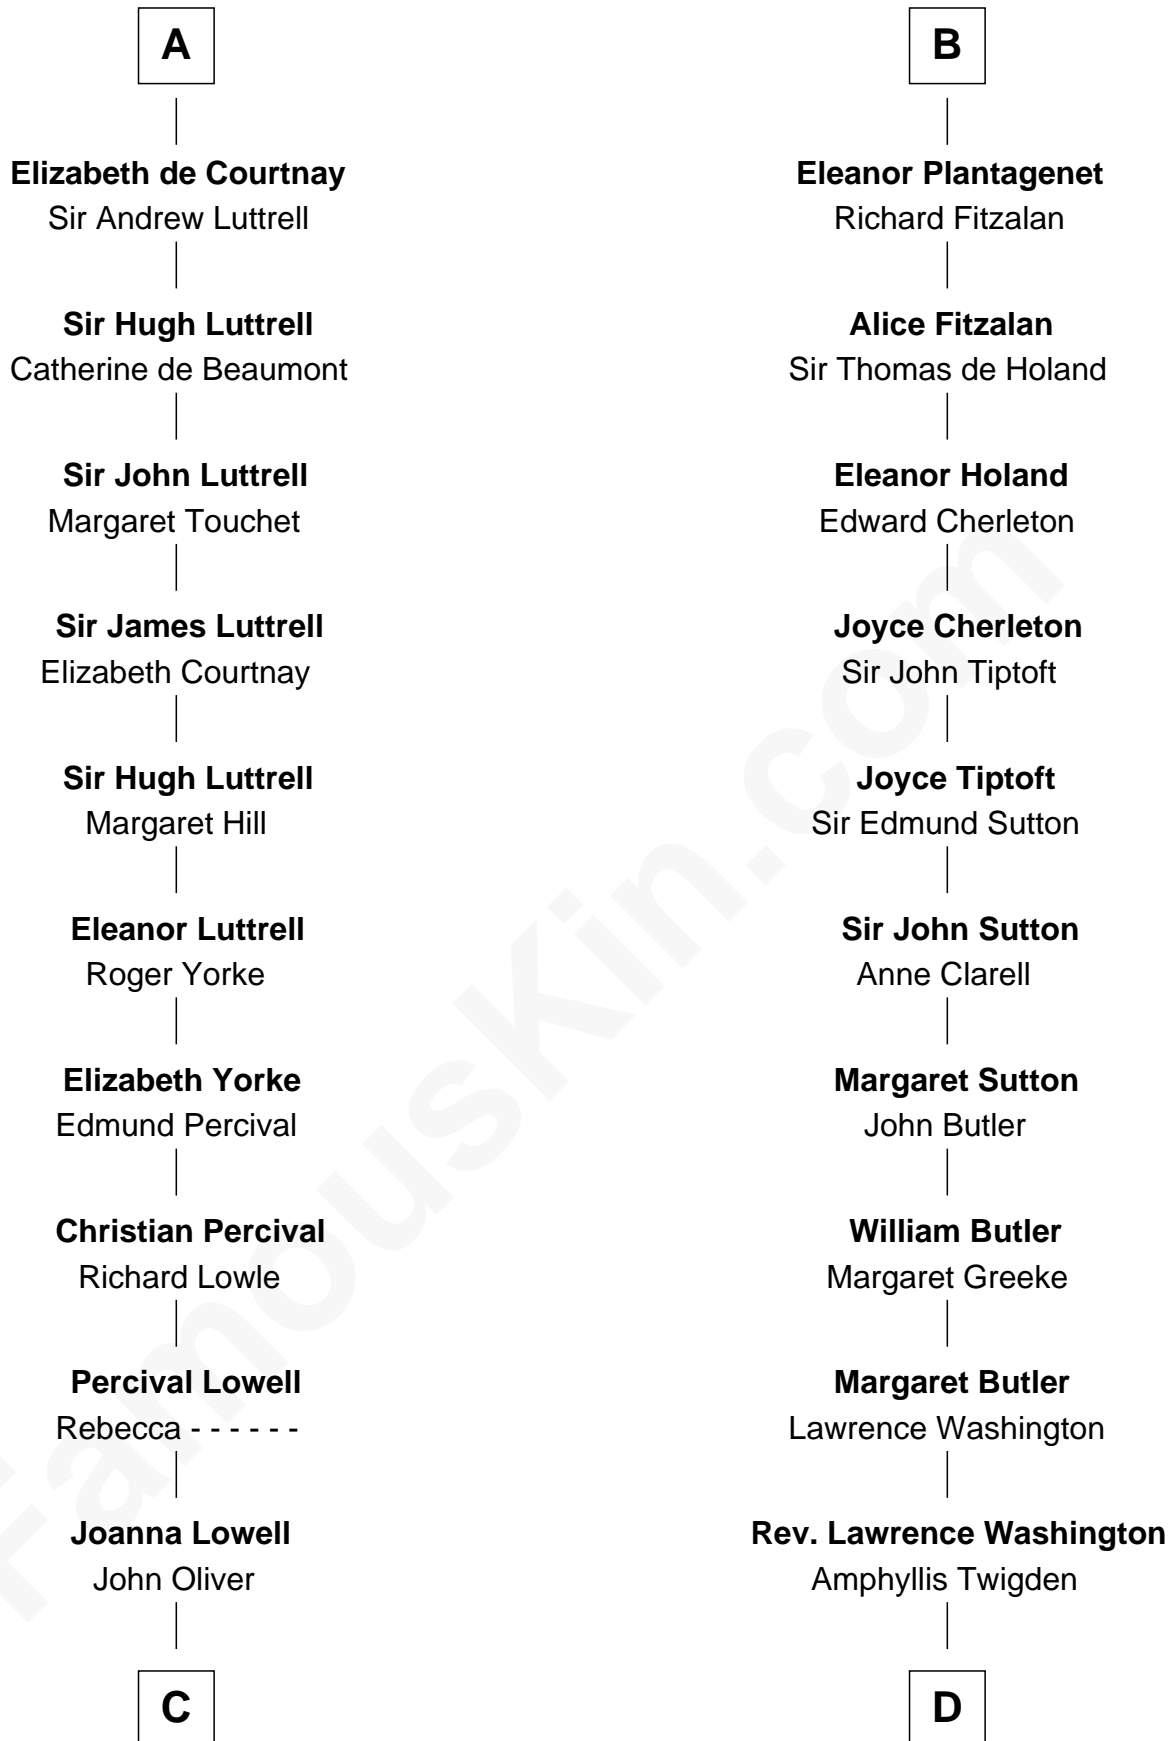 A
Elizabeth de Courtnay
Sir Andrew Luttrell
Sir Hugh Luttrell
Catherine de Beaumont
Sir John Luttrell
Margaret Touchet
Sir James Luttrell
Elizabeth Courtnay
Sir Hugh Luttrell
Margaret Hill
Eleanor Luttrell
Roger Yorke
Elizabeth Yorke
Edmund Percival
Christian Percival
Richard Lowle
Percival Lowell
Rebecca - - - - - -
Joanna Lowell
John Oliver
C
B
Eleanor Plantagenet
Richard Fitzalan
Alice Fitzalan
Sir Thomas de Holand
Eleanor Holand
Edward Cherleton
Joyce Cherleton
Sir John Tiptoft
Joyce Tiptoft
Sir Edmund Sutton
Sir John Sutton
Anne Clarell
Margaret Sutton
John Butler
William Butler
Margaret Greeke
Margaret Butler
Lawrence Washington
Rev. Lawrence Washington
Amphyllis Twigden
D
FamousKin.com